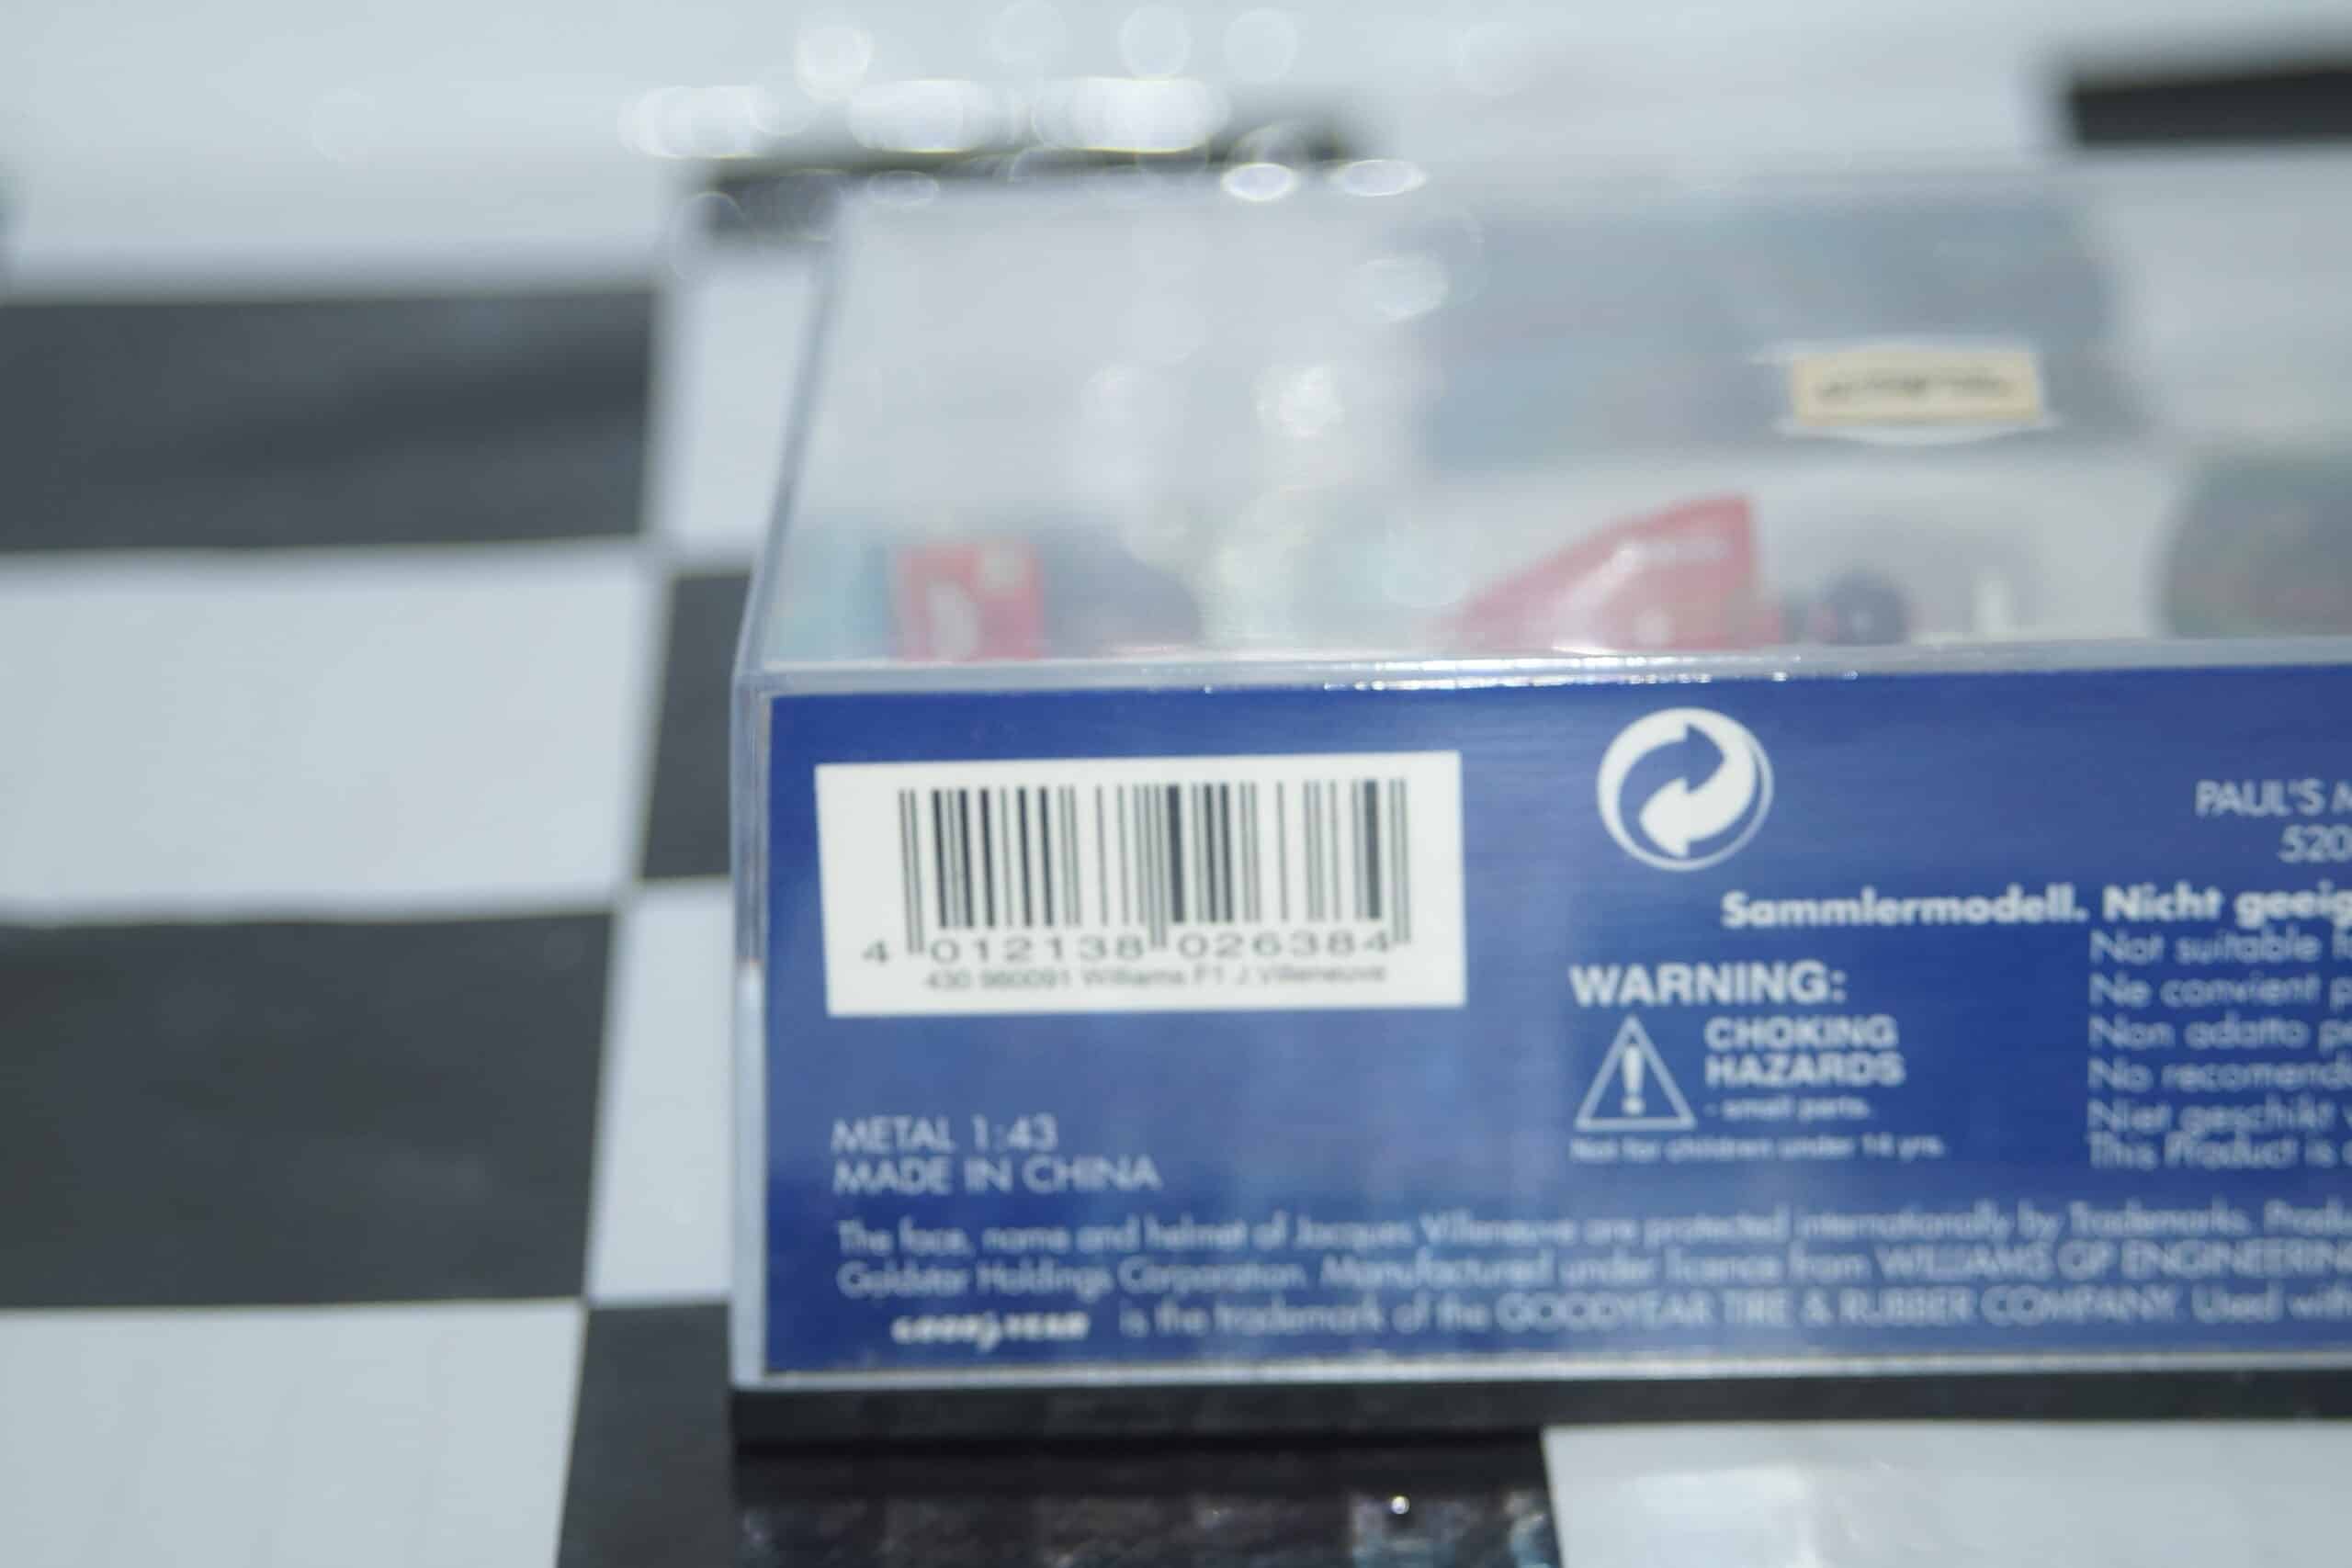 4 012138 026384
430 960091 Williams F1 J.Villeneuve
PAUL'S
520
Sammlermodell. Nicht
Not suitable
WARNING:
Ne convient
CHOKING
HAZARDS
Non adatto
No
- small parts.
Niet geschikt
Not for children under 14 yrs.
This Product is
METAL 1:43
MADE IN CHINA
The face, name and helmet of Jacques Villeneuve are protected internationally by Trademarks.
Goldstar Holdings Corporation. Manufactured under licence from WILLIAMS GP
GOODYEAR is the trademark of the GOODYEAR TIRE & RUBBER COMPANY. Used